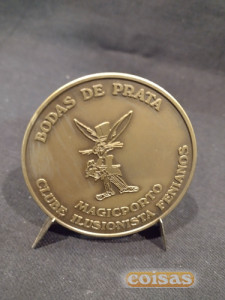 BODAS DE PRATA
MAGICPORTO
CLUBE ILUSIONISTA FENIANOS
coisas